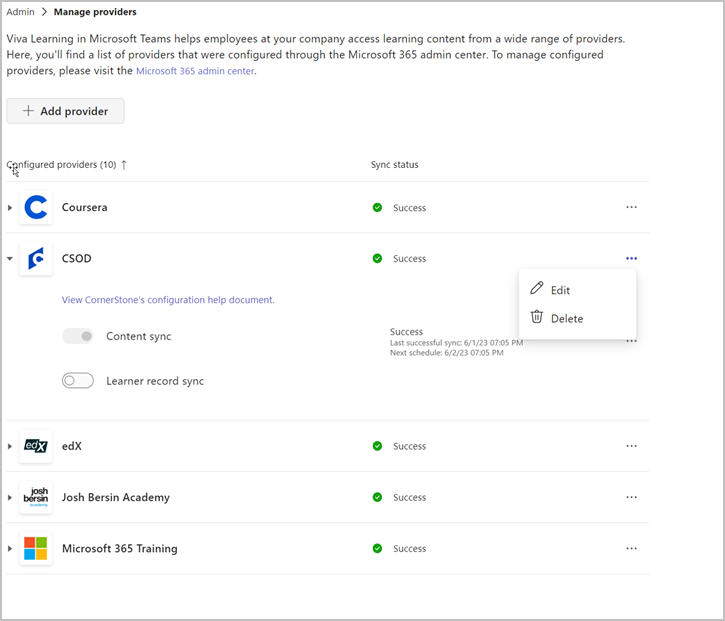 Admin > Manage providers
Viva Learning in Microsoft Teams helps employees at your company access learning content from a wide range of providers.
Here, you'll find a list of providers that were configured through the Microsoft 365 admin center. To manage configured
providers, please visit the Microsoft 365 admin center.
+ Add provider
Configured providers (10) ↑ Sync status
Coursera Success ...
CSOD Success ...
Edit
Delete
View CornerStone's configuration help document.
Content sync
Success
Last successful sync: 6/1/23 07:05 PM
Next schedule: 6/2/23 07:05 PM
Learner record sync
edX edX Success ...
josh
bersin
academy
Josh Bersin Academy Success ...
Microsoft 365 Training Success ...